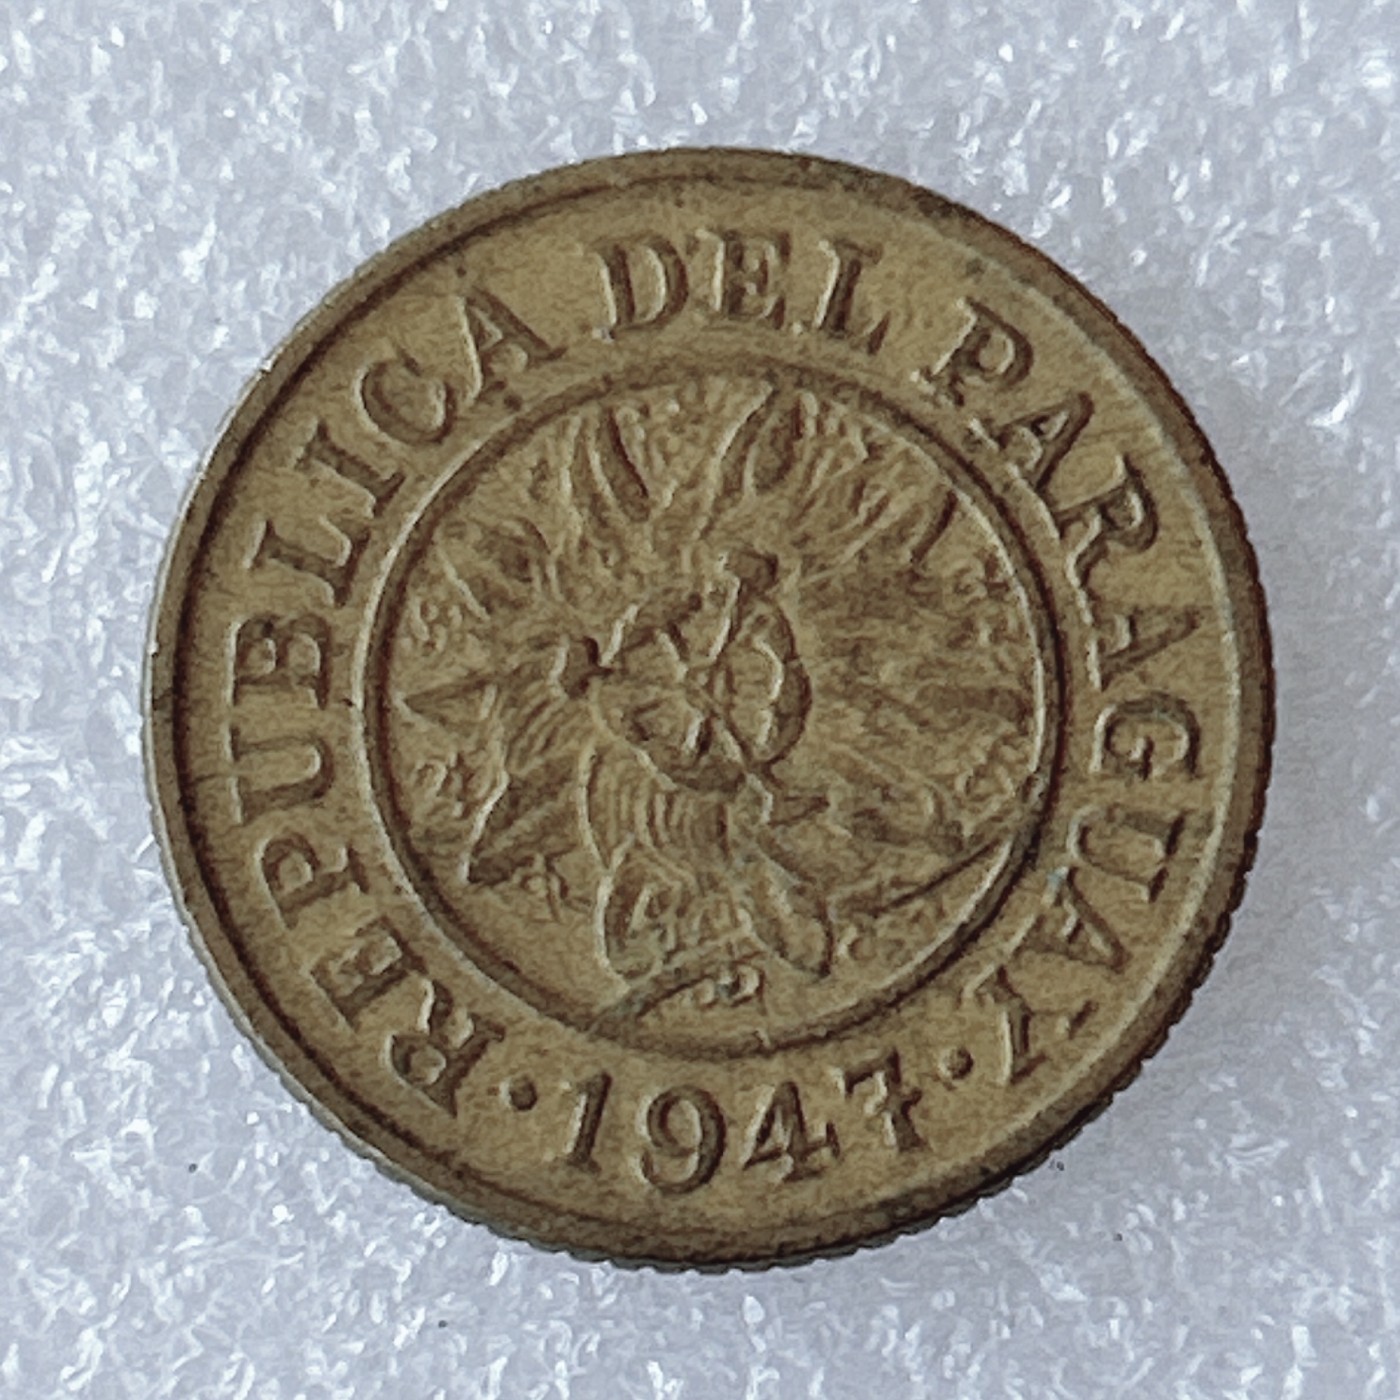 REPUBLICA DEL PARAGUAY
· 1947 ·